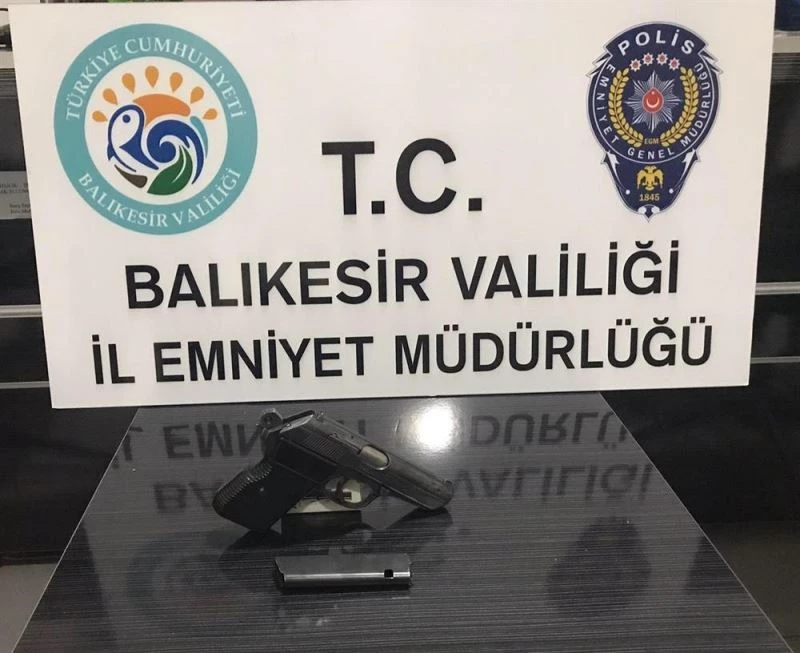 TÜRKİYE CUMHURİYETİ
BALIKESİR VALİLİĞİ
POLİS
EMNİYET GENEL MÜDÜRLÜĞÜ
EGM
1845
T.C.
BALIKESİR VALİLİĞİ
İL EMNİYET MÜDÜRLÜĞÜ